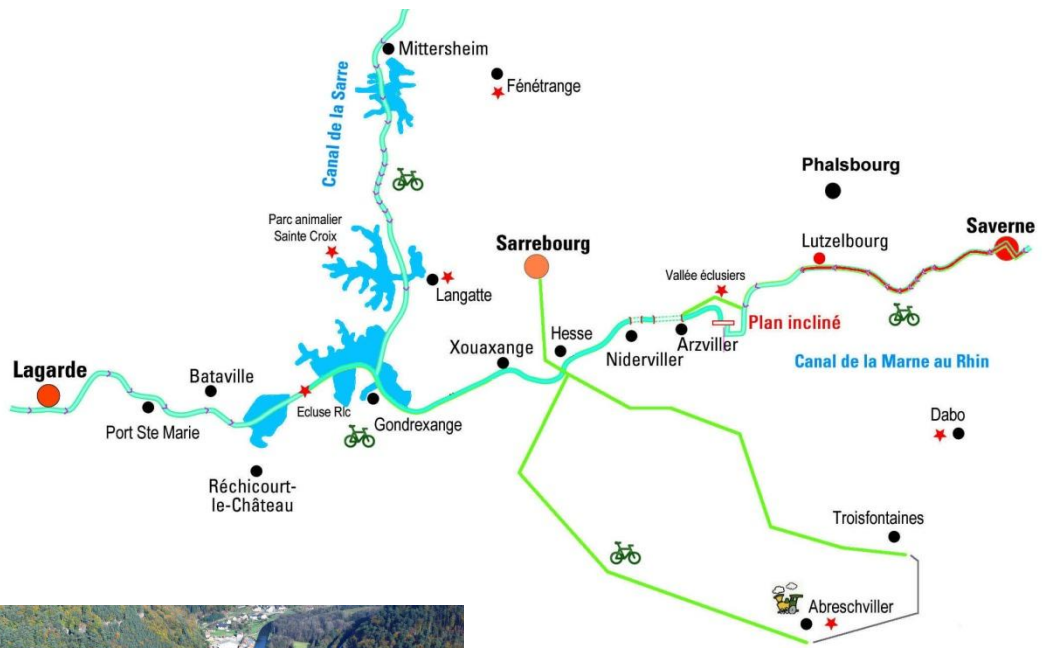 Mittersheim
Fénétrange
Canal de la Sarre
Phalsbourg
Parc animalier
Sainte Croix
Sarrebourg
Lutzelbourg
Saverne
Vallée éclusiers
Langatte
Plan incliné
Hesse
Xouaxange
Niderviller
Arzviller
Canal de la Marne au Rhin
Lagarde
Bataville
Ecluse Rlc
Gondrexange
Port Ste Marie
Dabo
Réchicourt-
le-Château
Troisfontaines
Abreschviller